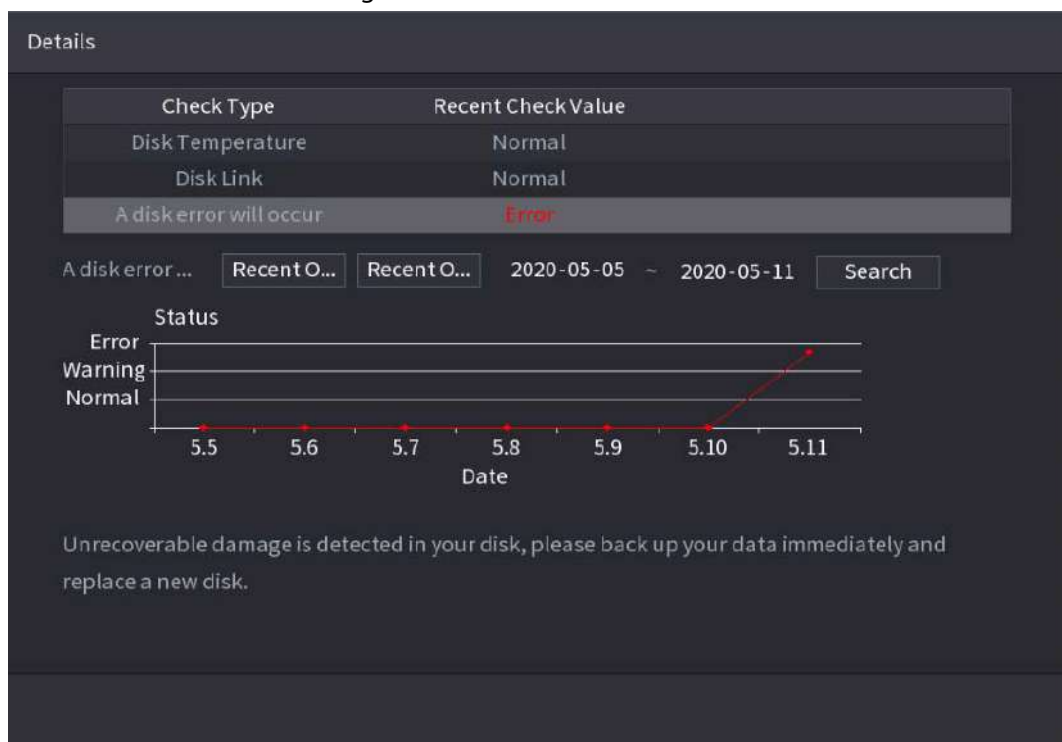 Details
Check Type Recent Check Value
Disk Temperature Normal
Disk Link Normal
A disk error will occur Error
A disk error ... Recent O... Recent O... 2020-05-05 ~ 2020-05-11 Search
Status
Error
Warning
Normal
5.5 5.6 5.7 5.8 5.9 5.10 5.11
Date
Unrecoverable damage is detected in your disk, please back up your data immediately and
replace a new disk.